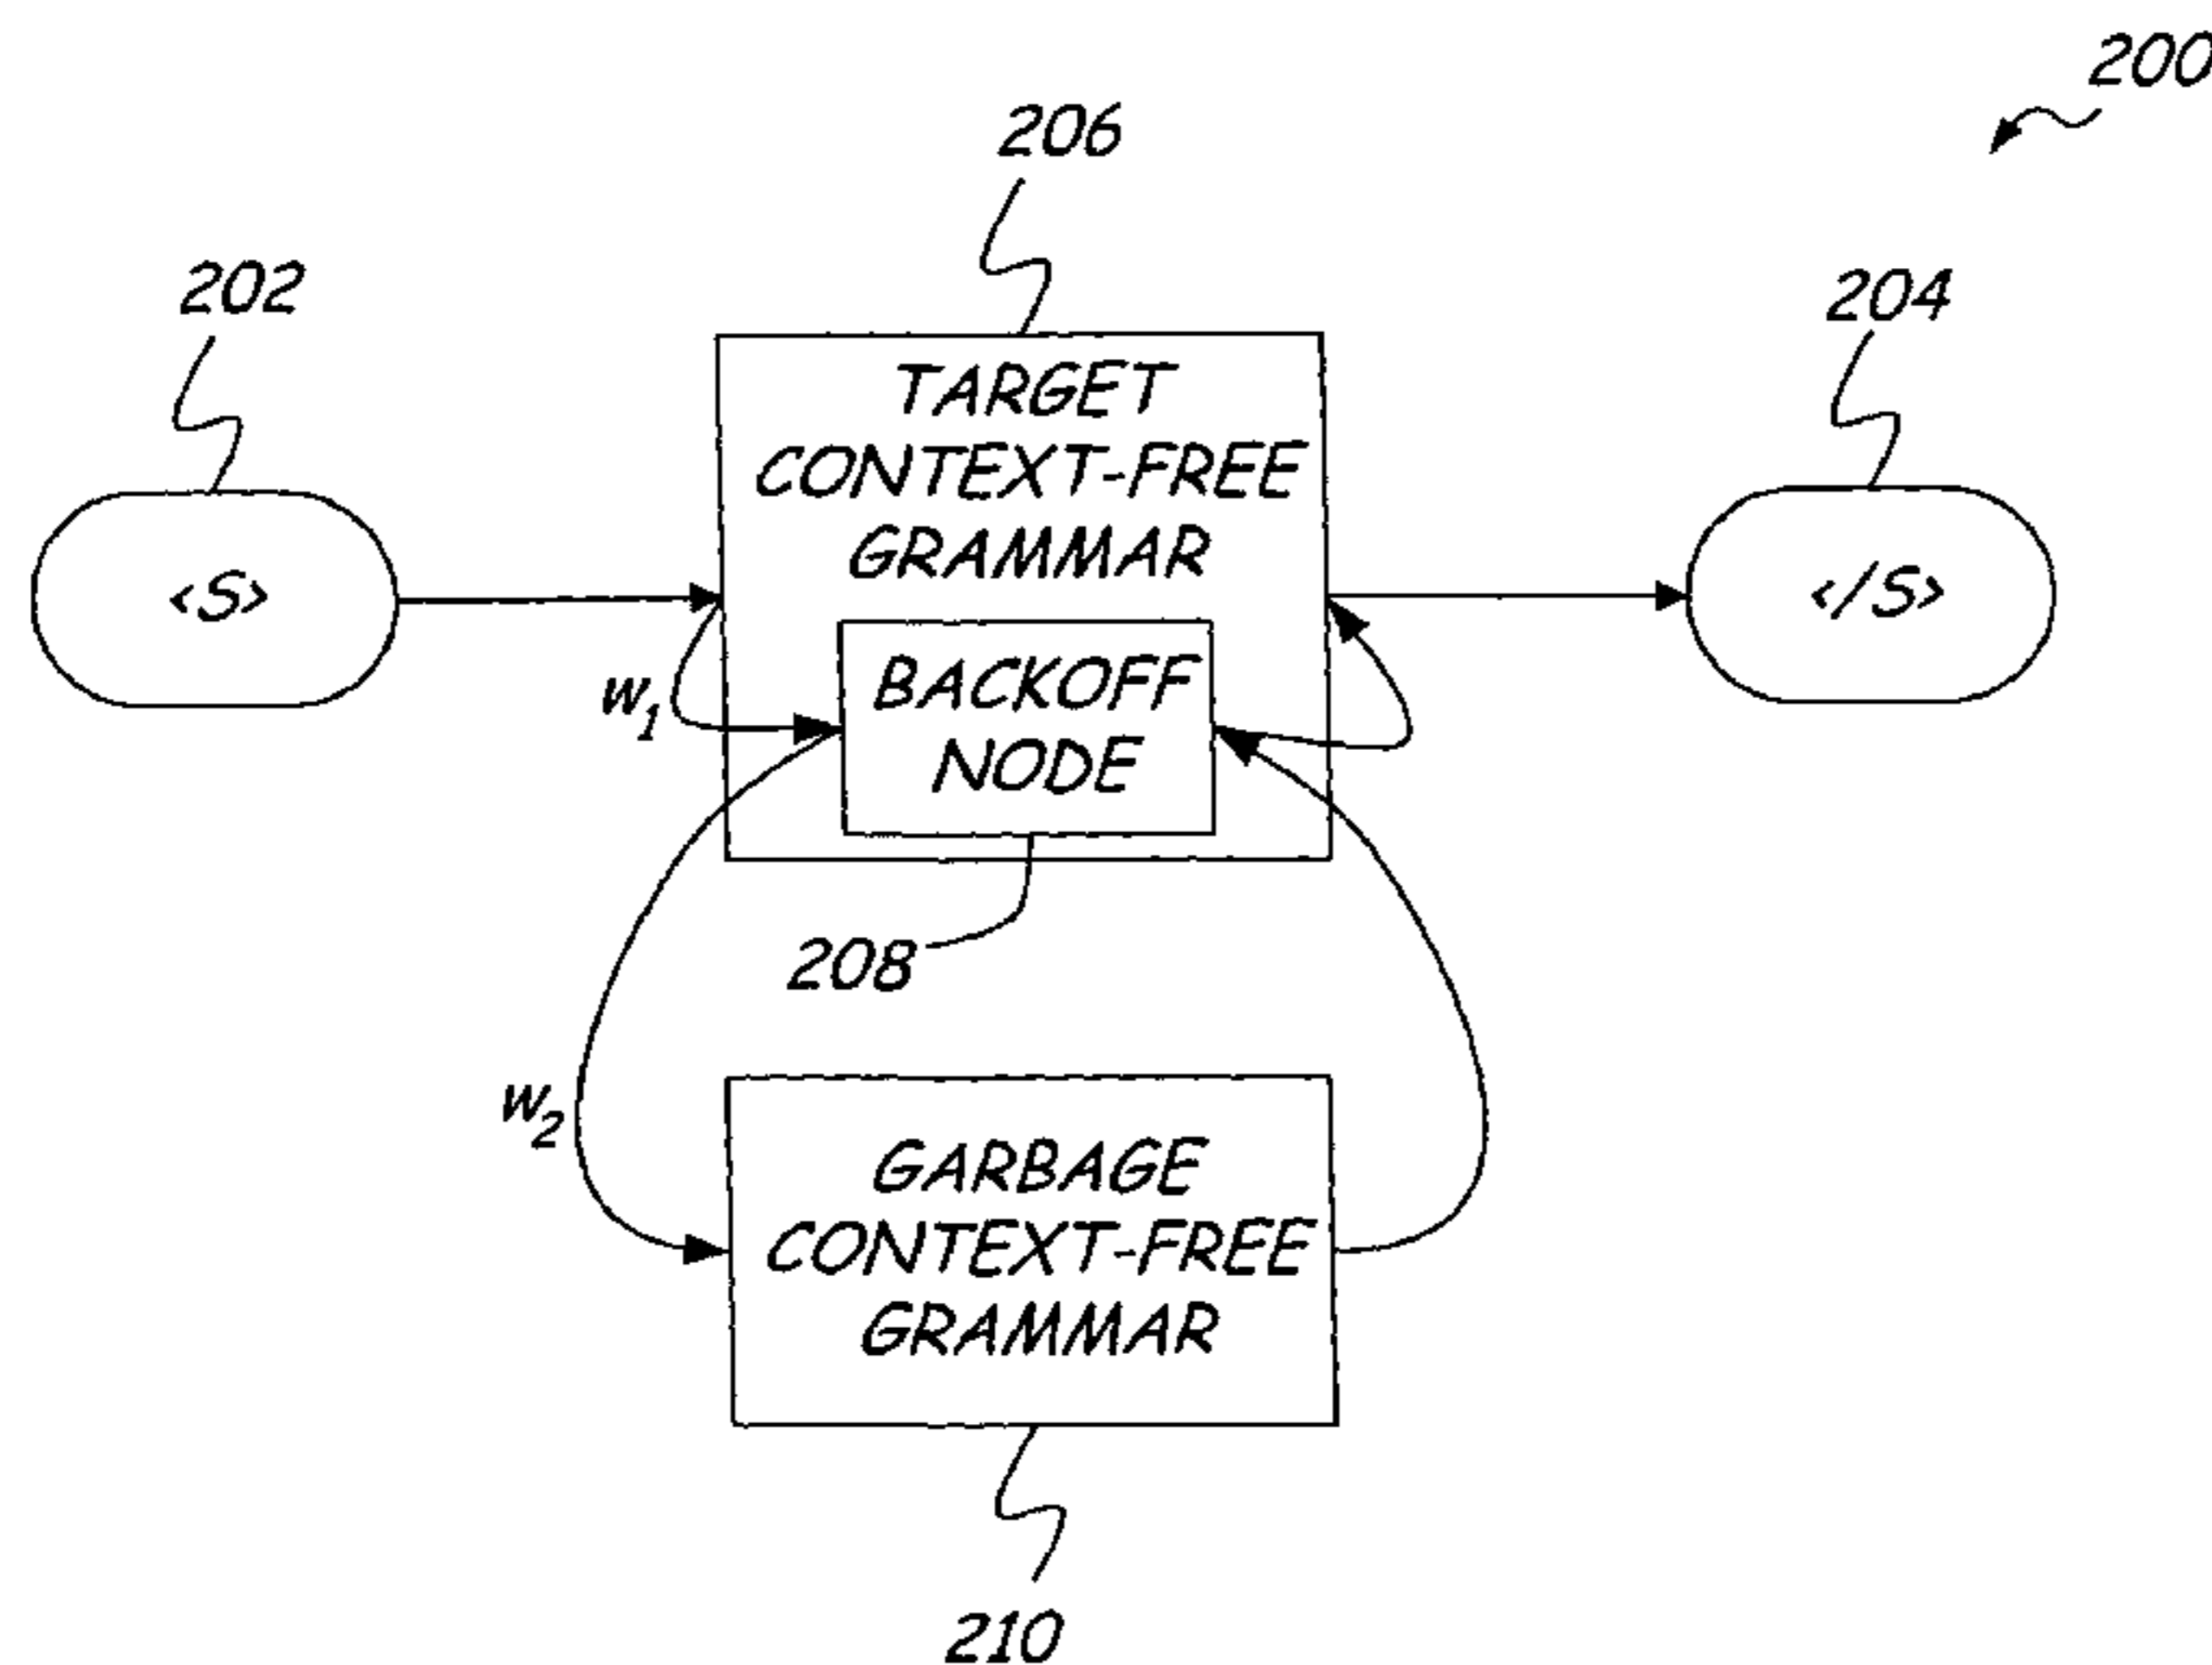 200
206
202
204
TARGET
CONTEXT-FREE
GRAMMAR
<S>
</S>
W1
BACKOFF
NODE
208
W2
GARBAGE
CONTEXT-FREE
GRAMMAR
210